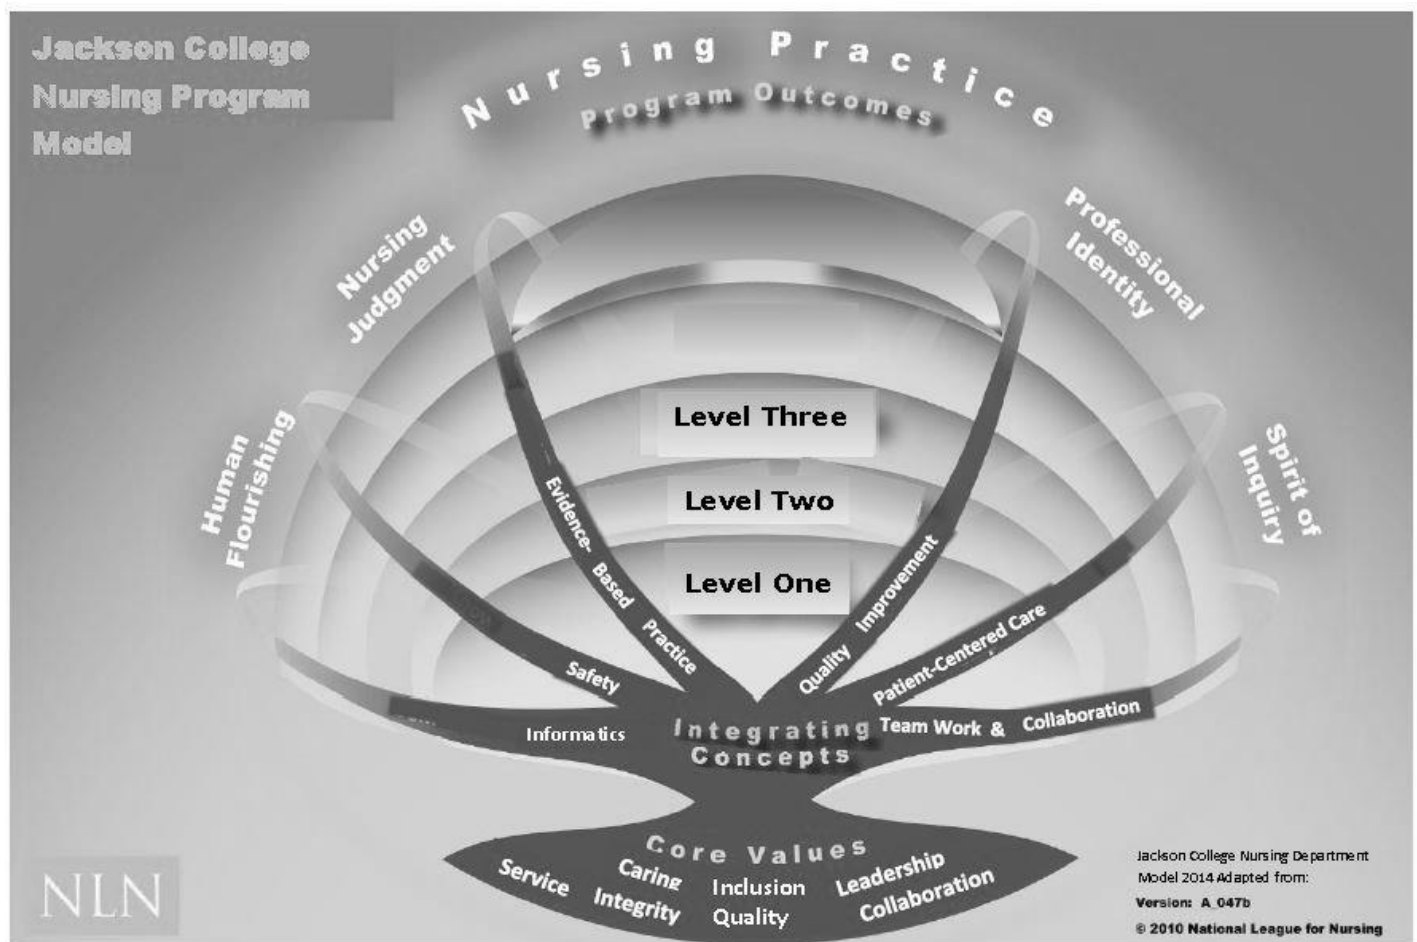 Jackson College
Nursing Program
Model
Nursing Practice
Program Outcomes
Nursing
Judgment
Professional
Identity
Human
Flourishing
Spirit of
Inquiry
Level Three
Level Two
Level One
Evidence-
Based Practice
Quality Improvement
Safety
Patient-Centered Care
Informatics
Integrating
Concepts
Team Work & Collaboration
Core Values
Service
Caring
Integrity
Inclusion
Quality
Leadership
Collaboration
NLN
Jackson College Nursing Department
Model 2014 Adapted from:
Version: A_047b
© 2010 National League for Nursing